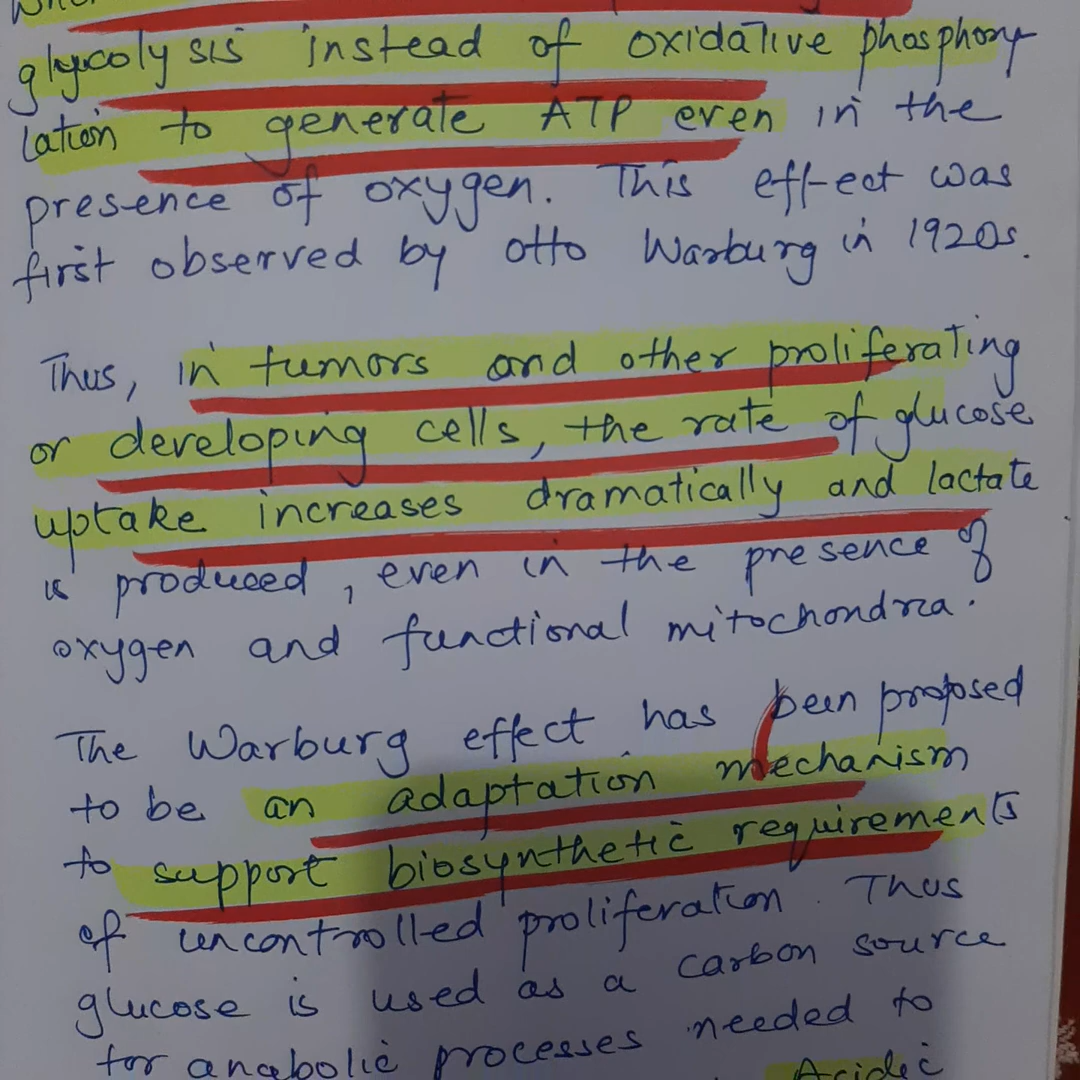 glycolysis instead of oxidative phosphory
lation to generate ATP even in the
presence of oxygen. This effect was
first observed by otto Warburg in 1920s.
Thus, in tumors and other proliferating
or developing cells, the rate of glucose
uptake increases dramatically and lactate
is produced, even in the presence of
oxygen and functional mitochondria.
The Warburg effect has been proposed
to be an adaptation mechanism
to support biosynthetic requirements
of uncontrolled proliferation. Thus
glucose is used as a carbon source
for anabolic processes needed to
Acidic